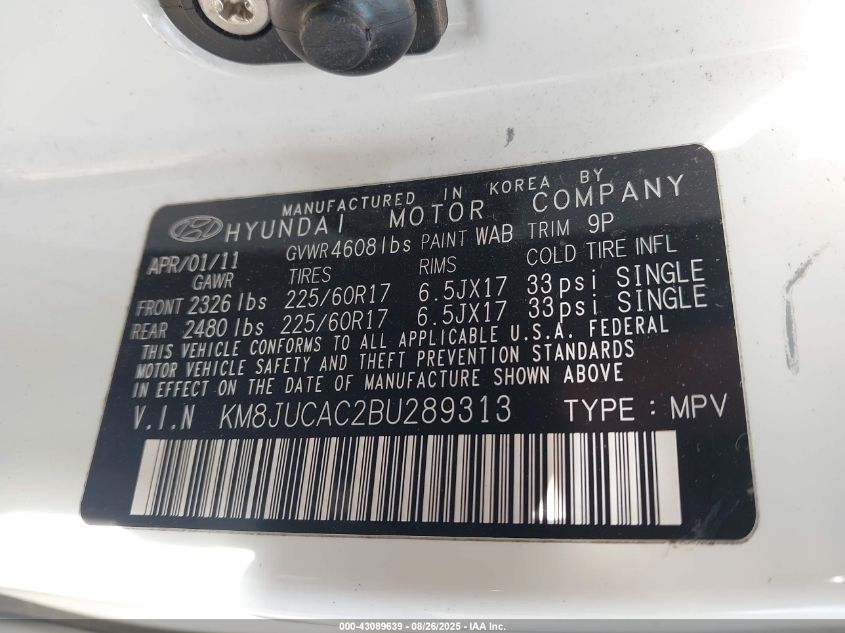 MANUFACTURED IN KOREA BY
HYUNDAI MOTOR COMPANY
APR/01/11 GVWR 4608 lbs PAINT WAB TRIM 9P
GAWR TIRES RIMS COLD TIRE INFL
FRONT 2326 lbs 225/60R17 6.5JX17 33psi SINGLE
REAR 2480 lbs 225/60R17 6.5JX17 33psi SINGLE
THIS VEHICLE CONFORMS TO ALL APPLICABLE U.S.A. FEDERAL
MOTOR VEHICLE SAFETY AND THEFT PREVENTION STANDARDS
IN EFFECT ON THE DATE OF MANUFACTURE SHOWN ABOVE
V.I.N KM8JUCAC2BU289313 TYPE : MPV
000-43089639 - 08/26/2025 - IAA Inc.